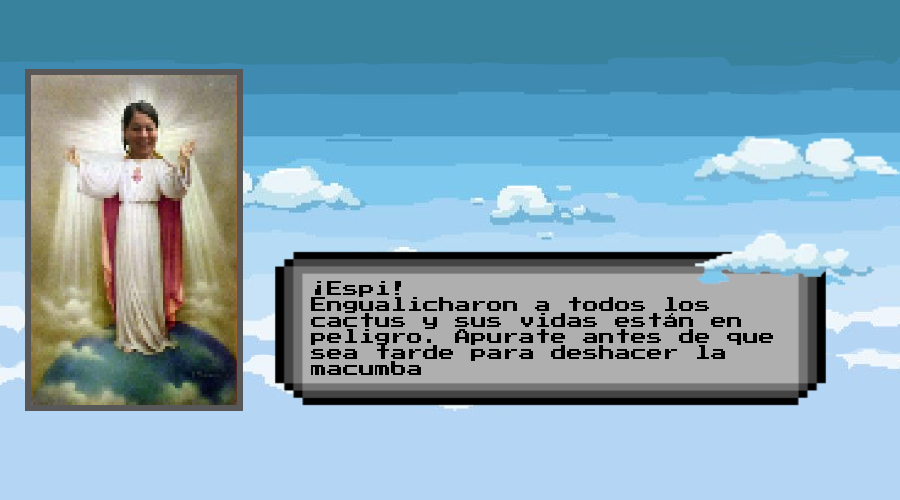 ¡Espi!
Engualicharon a todos los
cactus y sus vidas están en
peligro. Apurate antes de que
sea tarde para deshacer la
macumba